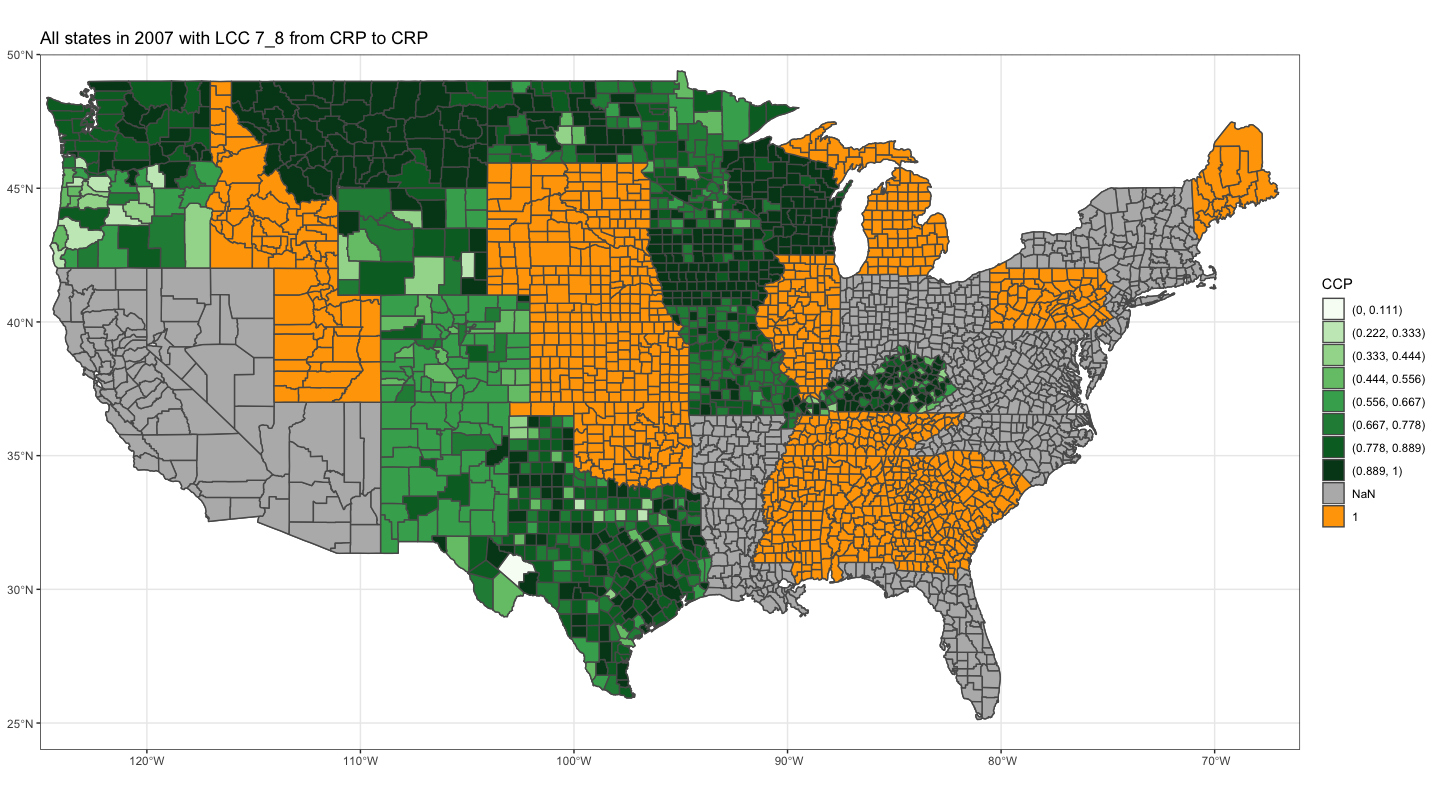 All states in 2007 with LCC 7_8 from CRP to CRP
50°N
45°N
40°N
35°N
30°N
25°N
120°W
110°W
100°W
90°W
80°W
70°W
CCP
(0, 0.111)
(0.222, 0.333)
(0.333, 0.444)
(0.444, 0.556)
(0.556, 0.667)
(0.667, 0.778)
(0.778, 0.889)
(0.889, 1)
NaN
1